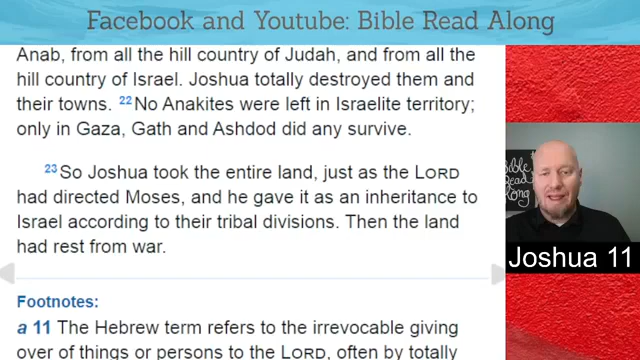 Facebook and Youtube: Bible Read Along
Anab, from all the hill country of Judah, and from all the
hill country of Israel. Joshua totally destroyed them and
their towns. 22 No Anakites were left in Israelite territory;
only in Gaza, Gath and Ashdod did any survive.
23 So Joshua took the entire land, just as the LORD
had directed Moses, and he gave it as an inheritance to
Israel according to their tribal divisions. Then the land
had rest from war.
Footnotes:
a 11 The Hebrew term refers to the irrevocable giving
over of things or persons to the LORD, often by totally
Bible
Read
Along
Joshua 11